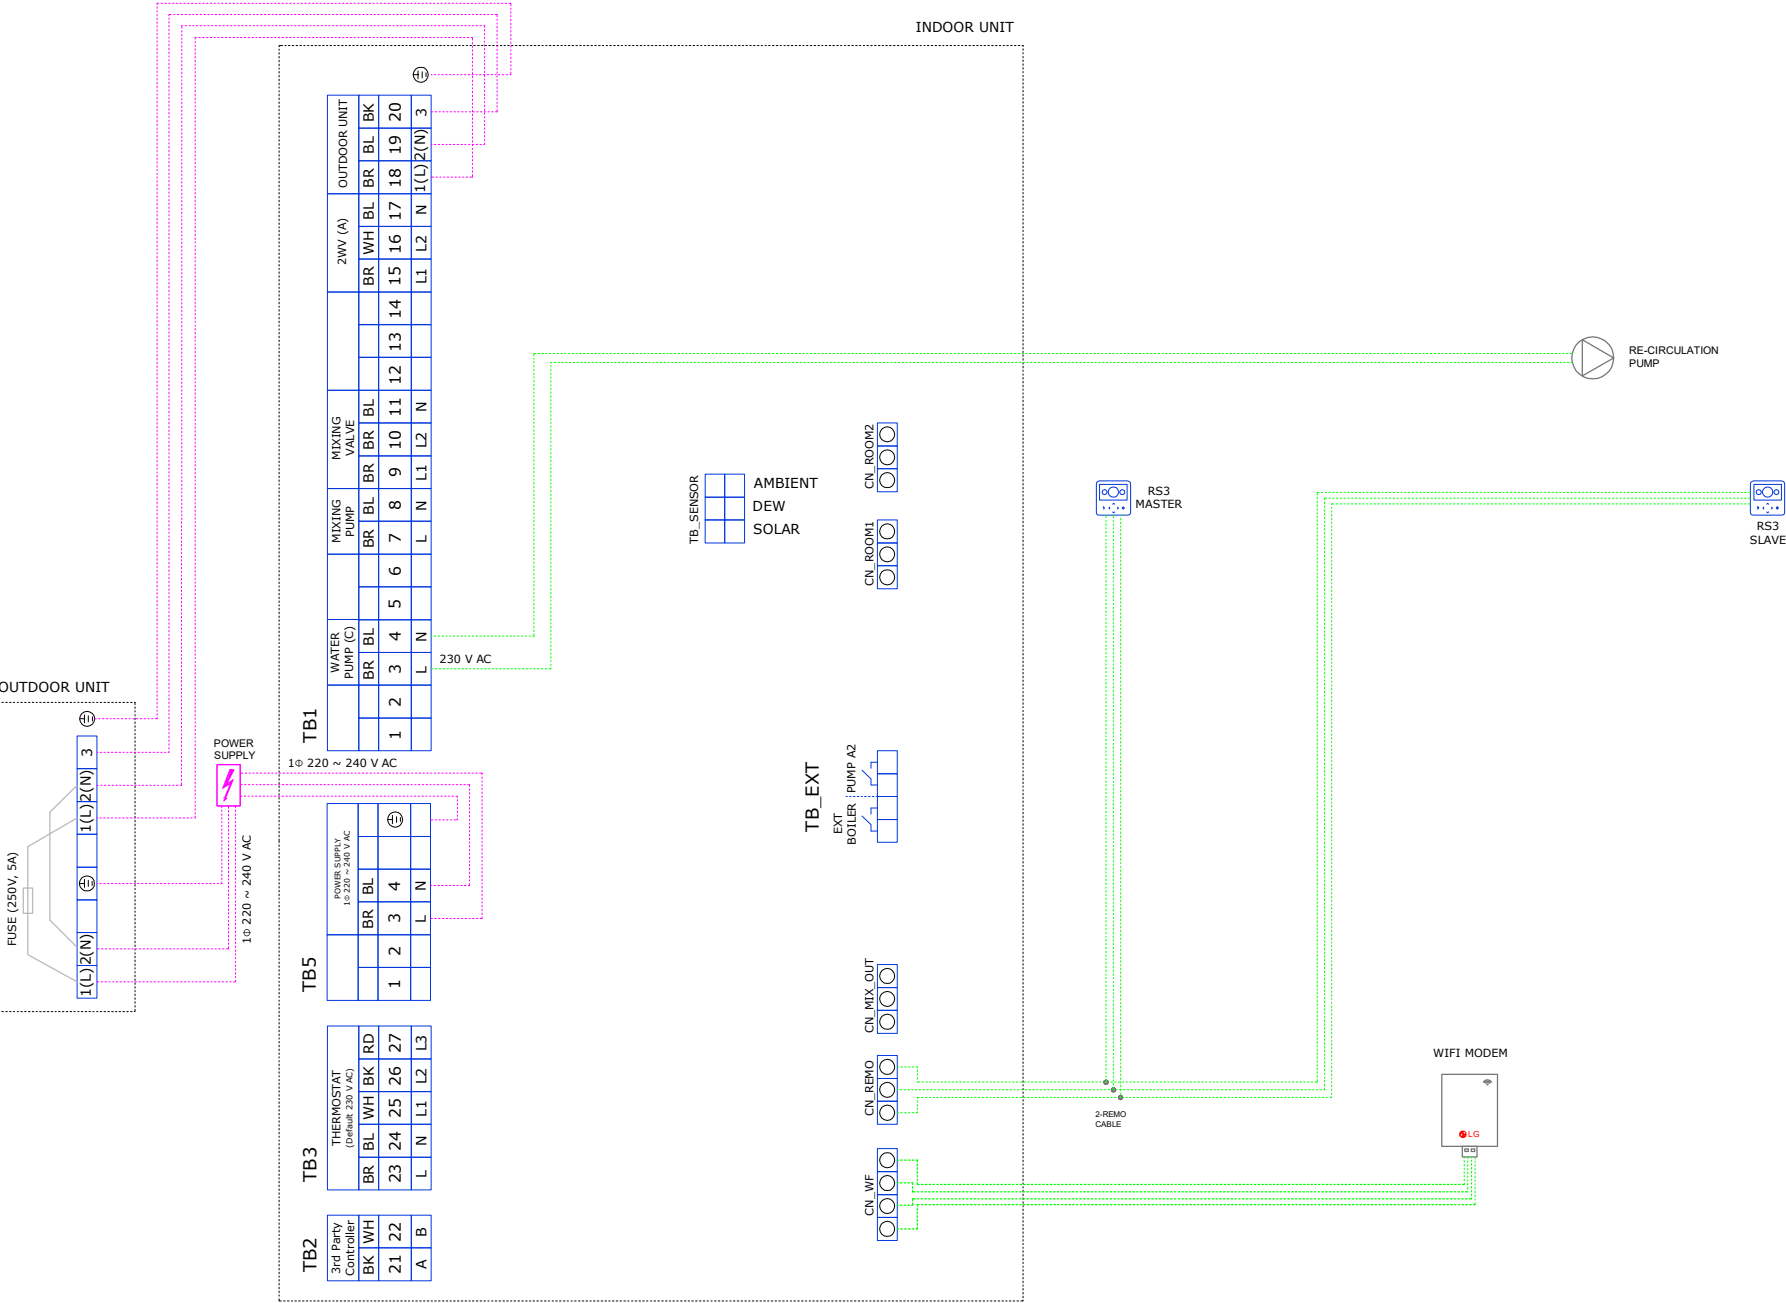 INDOOR UNIT
OUTDOOR UNIT
BK
20
3
BL
19
2(N)
BR
18
1(L)
2WV (A)
BL
17
N
WH
16
L2
BR
15
L1
14
13
12
MIXING
VALVE
BL
11
N
BR
10
L2
BR
9
L1
MIXING
PUMP
BL
8
N
BR
7
L
6
5
WATER
PUMP (C)
BL
4
N
BR
3
L
2
1
TB1
230 V AC
RE-CIRCULATION
PUMP
CN_ROOM2
CN_ROOM1
TB_SENSOR
AMBIENT
DEW
SOLAR
RS3
MASTER
RS3
SLAVE
OUTDOOR UNIT
3
2(N)
1(L)
2(N)
1(L)
FUSE (250V, 5A)
POWER
SUPPLY
1Φ 220 ~ 240 V AC
1Φ 220 ~ 240 V AC
POWER SUPPLY
1Φ 220 ~ 240 V AC
BL
4
N
BR
3
L
2
1
TB5
TB_EXT
PUMP A2
EXT
BOILER
CN_MIX_OUT
CN_REMO
2-REMO
CABLE
CN_WF
WIFI MODEM
LG
THERMOSTAT
(Default 230 V AC)
RD
27
L3
BK
26
L2
WH
25
L1
BL
24
N
BR
23
L
TB3
3rd Party
Controller
WH
22
B
BK
21
A
TB2